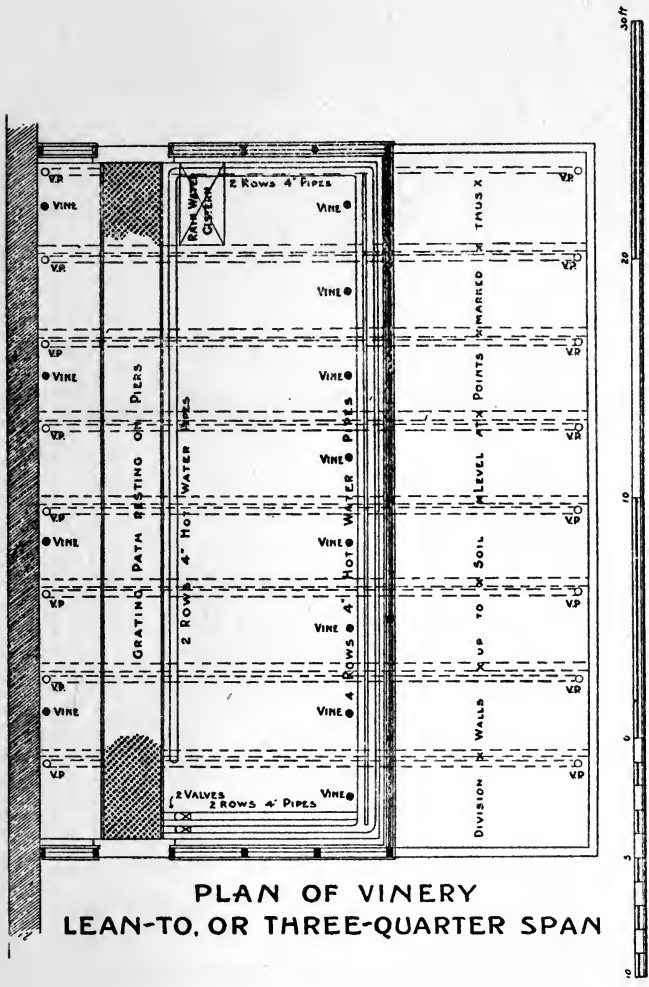 30 FT
V.P.
VINE
RAIN WATER
CISTERN
2 ROWS 4" PIPES
VINE
V.P.
V.P.
V.P.
VINE
20
V.P
VINE
VINE
V.P.
V.P.
VINE
V.P.
V.P.
GRATING PATH RESTING ON PIERS
2 ROWS 4" HOT WATER PIPES
4 ROWS 4" HOT WATER PIPES
DIVISION X WALLS X UP TO X SOIL X LEVEL AT X POINTS X MARKED X THUS X
V.P.
VINE
VINE
V.P
10
V.P.
V.P
VINE
V.P.
VINE
VINE
V.P
0
V.P
2 VALVES
2 ROWS 4" PIPES
VINE
V.P
5
PLAN OF VINERY
LEAN-TO, OR THREE-QUARTER SPAN
10